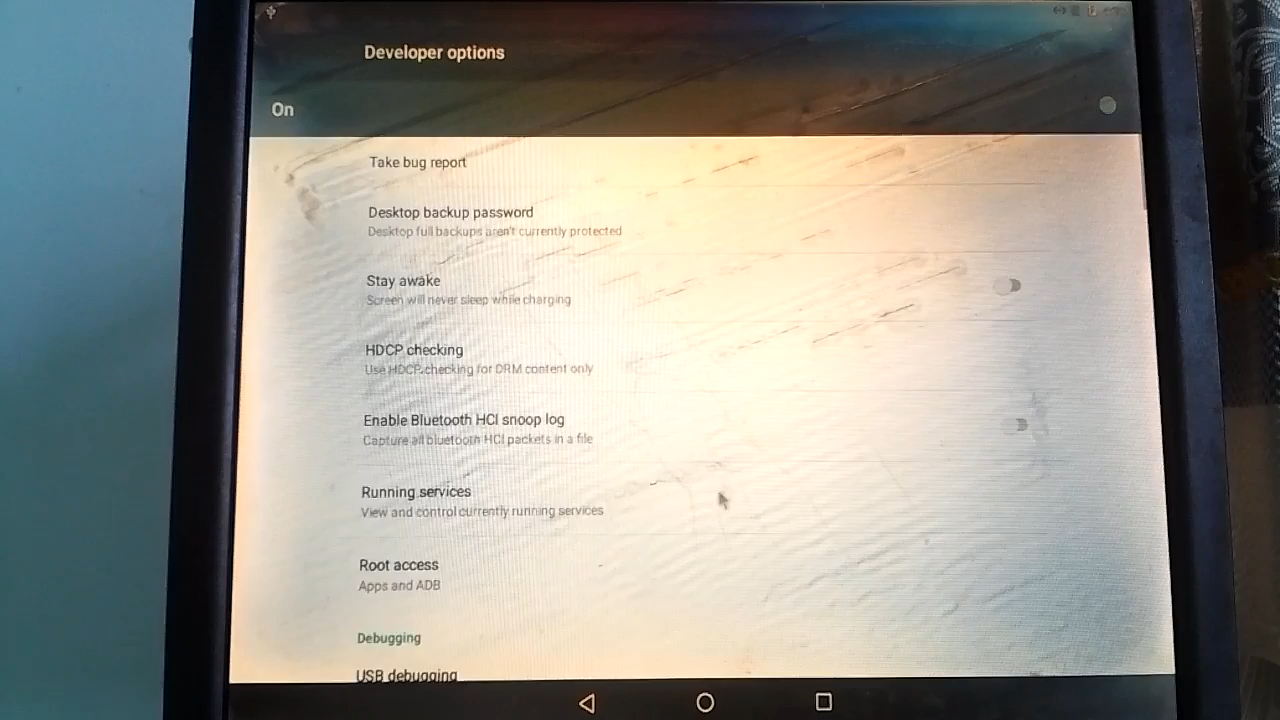 Developer options
On
Take bug report
Desktop backup password
Desktop full backups aren't currently protected
Stay awake
Screen will never sleep while charging
HDCP checking
Use HDCP checking for DRM content only
Enable Bluetooth HCI snoop log
Capture all bluetooth HCI packets in a file
Running services
View and control currently running services
Root access
Apps and ADB
Debugging
USB debugging